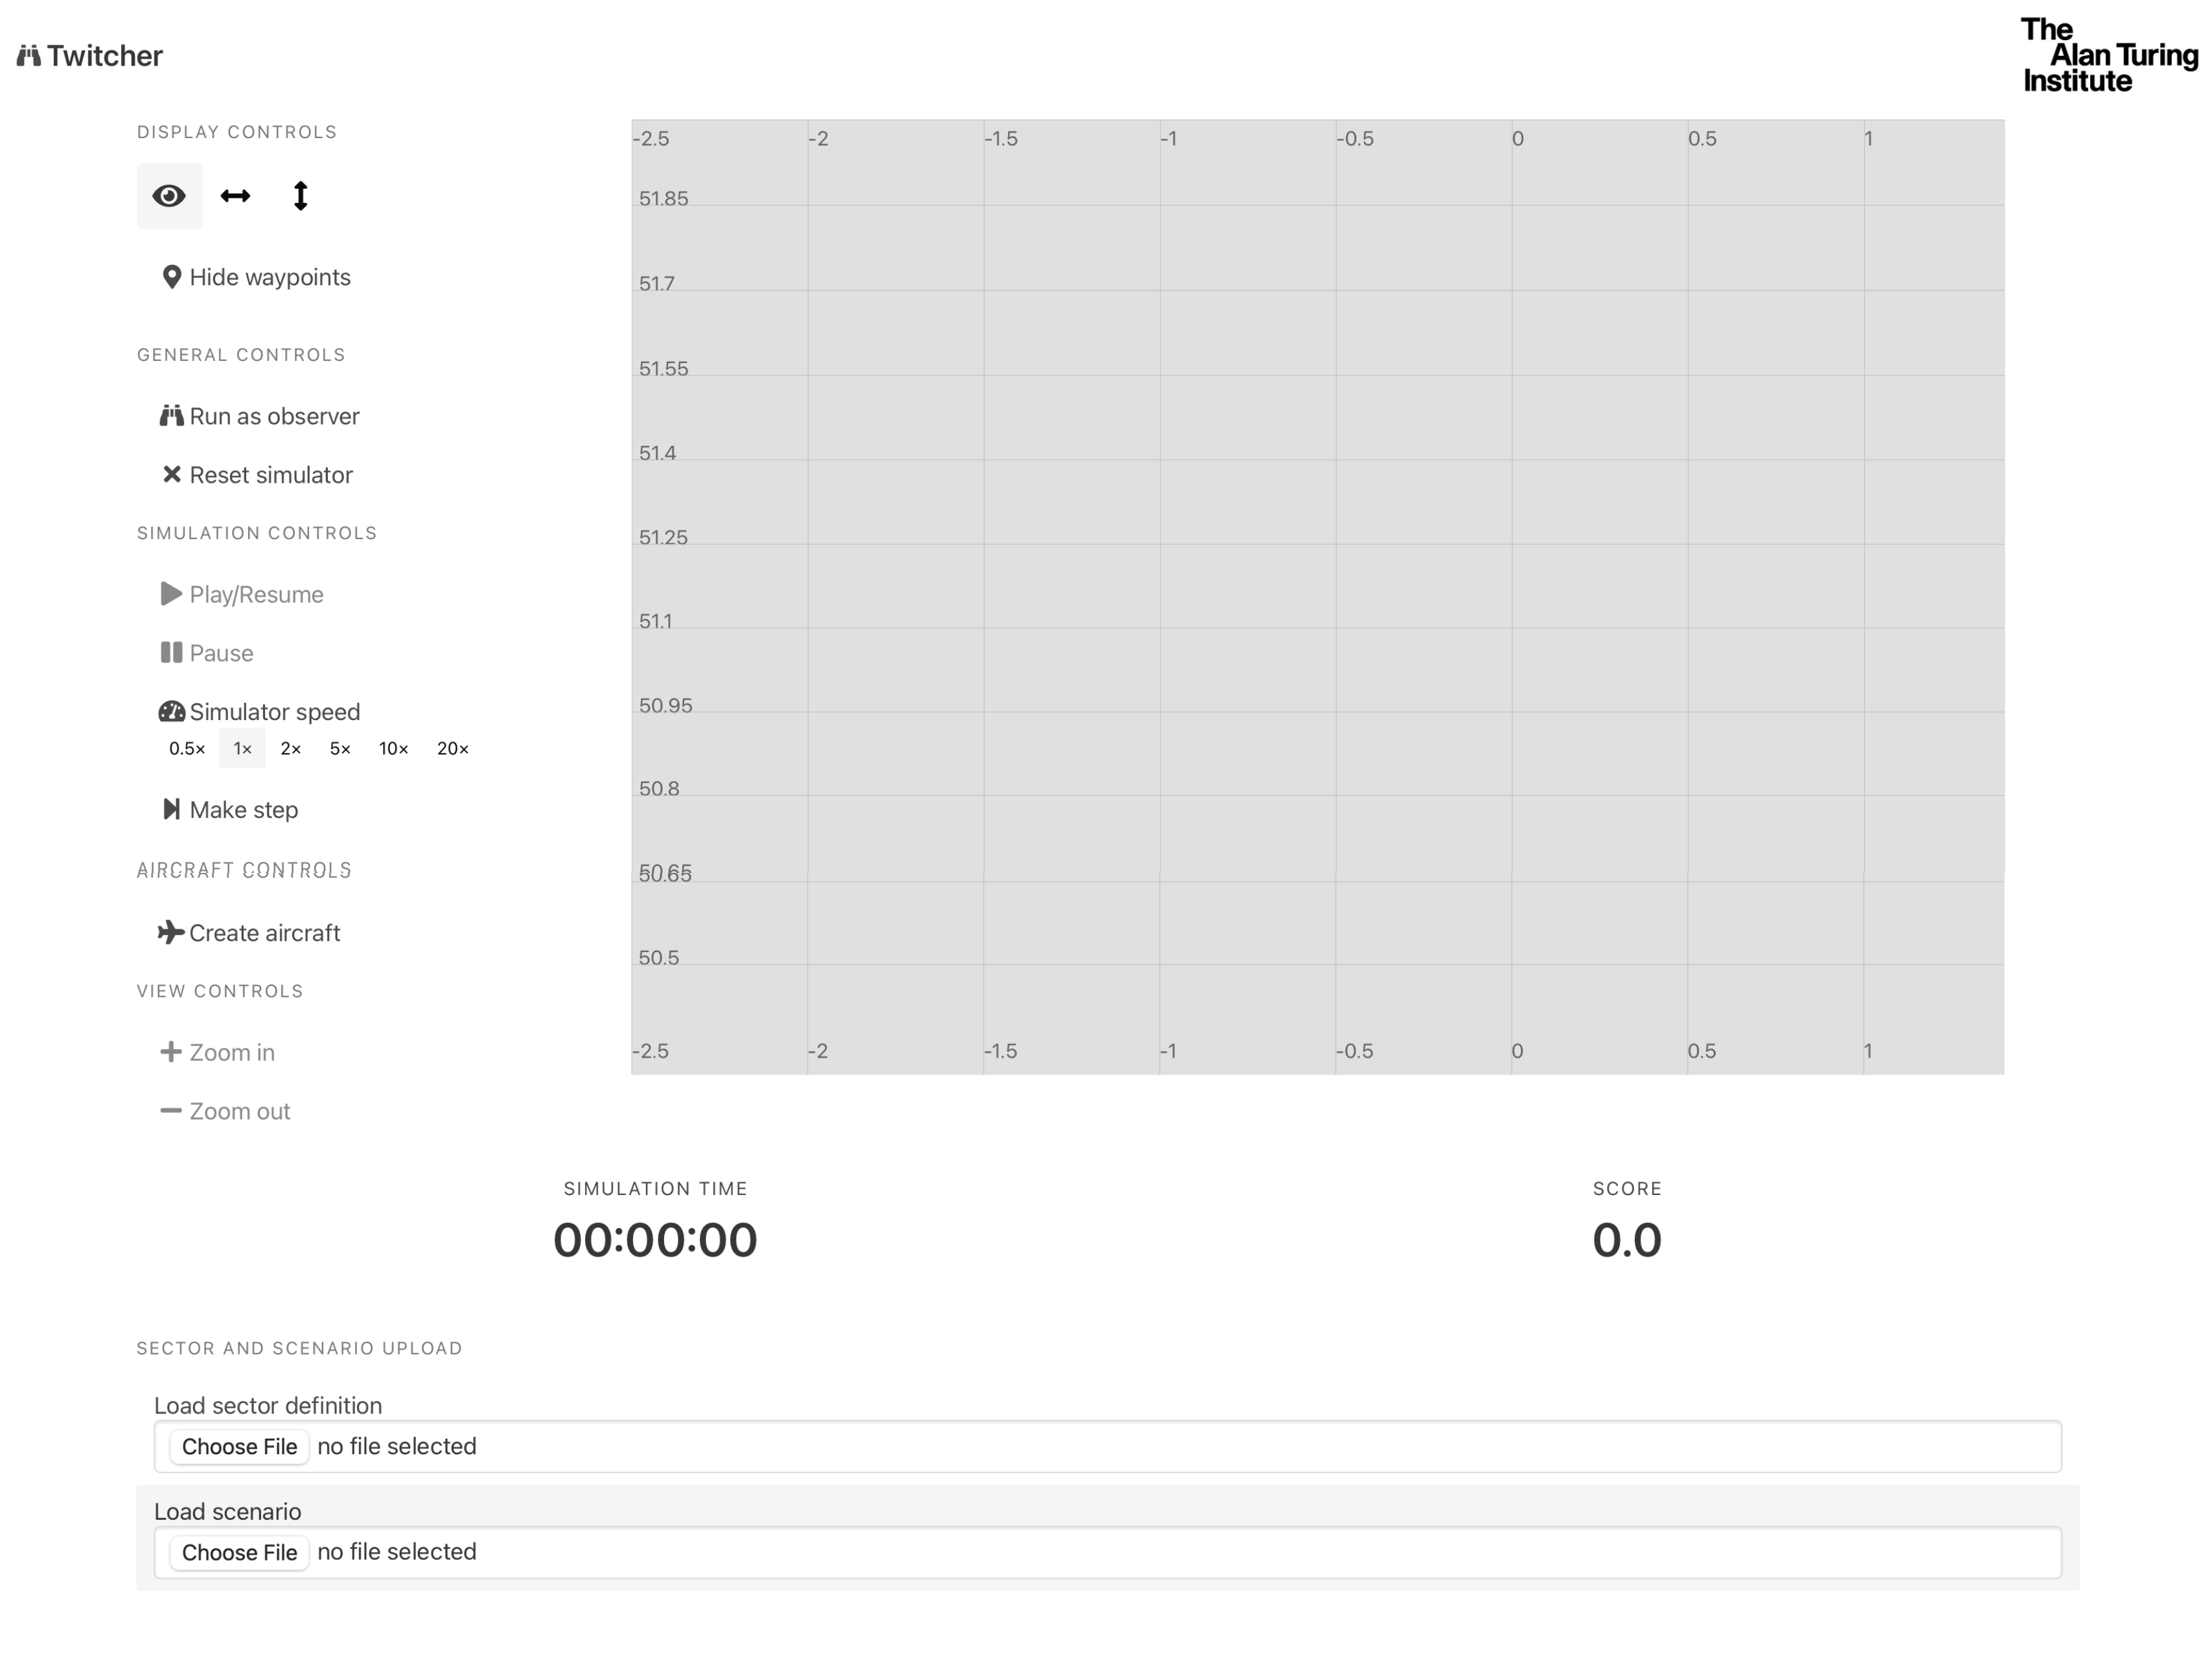 Twitcher
The
Alan Turing
Institute
DISPLAY CONTROLS
Hide waypoints
GENERAL CONTROLS
Run as observer
Reset simulator
SIMULATION CONTROLS
Play/Resume
Pause
Simulator speed
0.5× 1× 2× 5× 10× 20×
Make step
AIRCRAFT CONTROLS
Create aircraft
VIEW CONTROLS
Zoom in
Zoom out
-2.5 -2 -1.5 -1 -0.5 0 0.5 1
51.85
51.7
51.55
51.4
51.25
51.1
50.95
50.8
50.65
50.5
-2.5 -2 -1.5 -1 -0.5 0 0.5 1
SIMULATION TIME
00:00:00
SCORE
0.0
SECTOR AND SCENARIO UPLOAD
Load sector definition
Choose File no file selected
Load scenario
Choose File no file selected